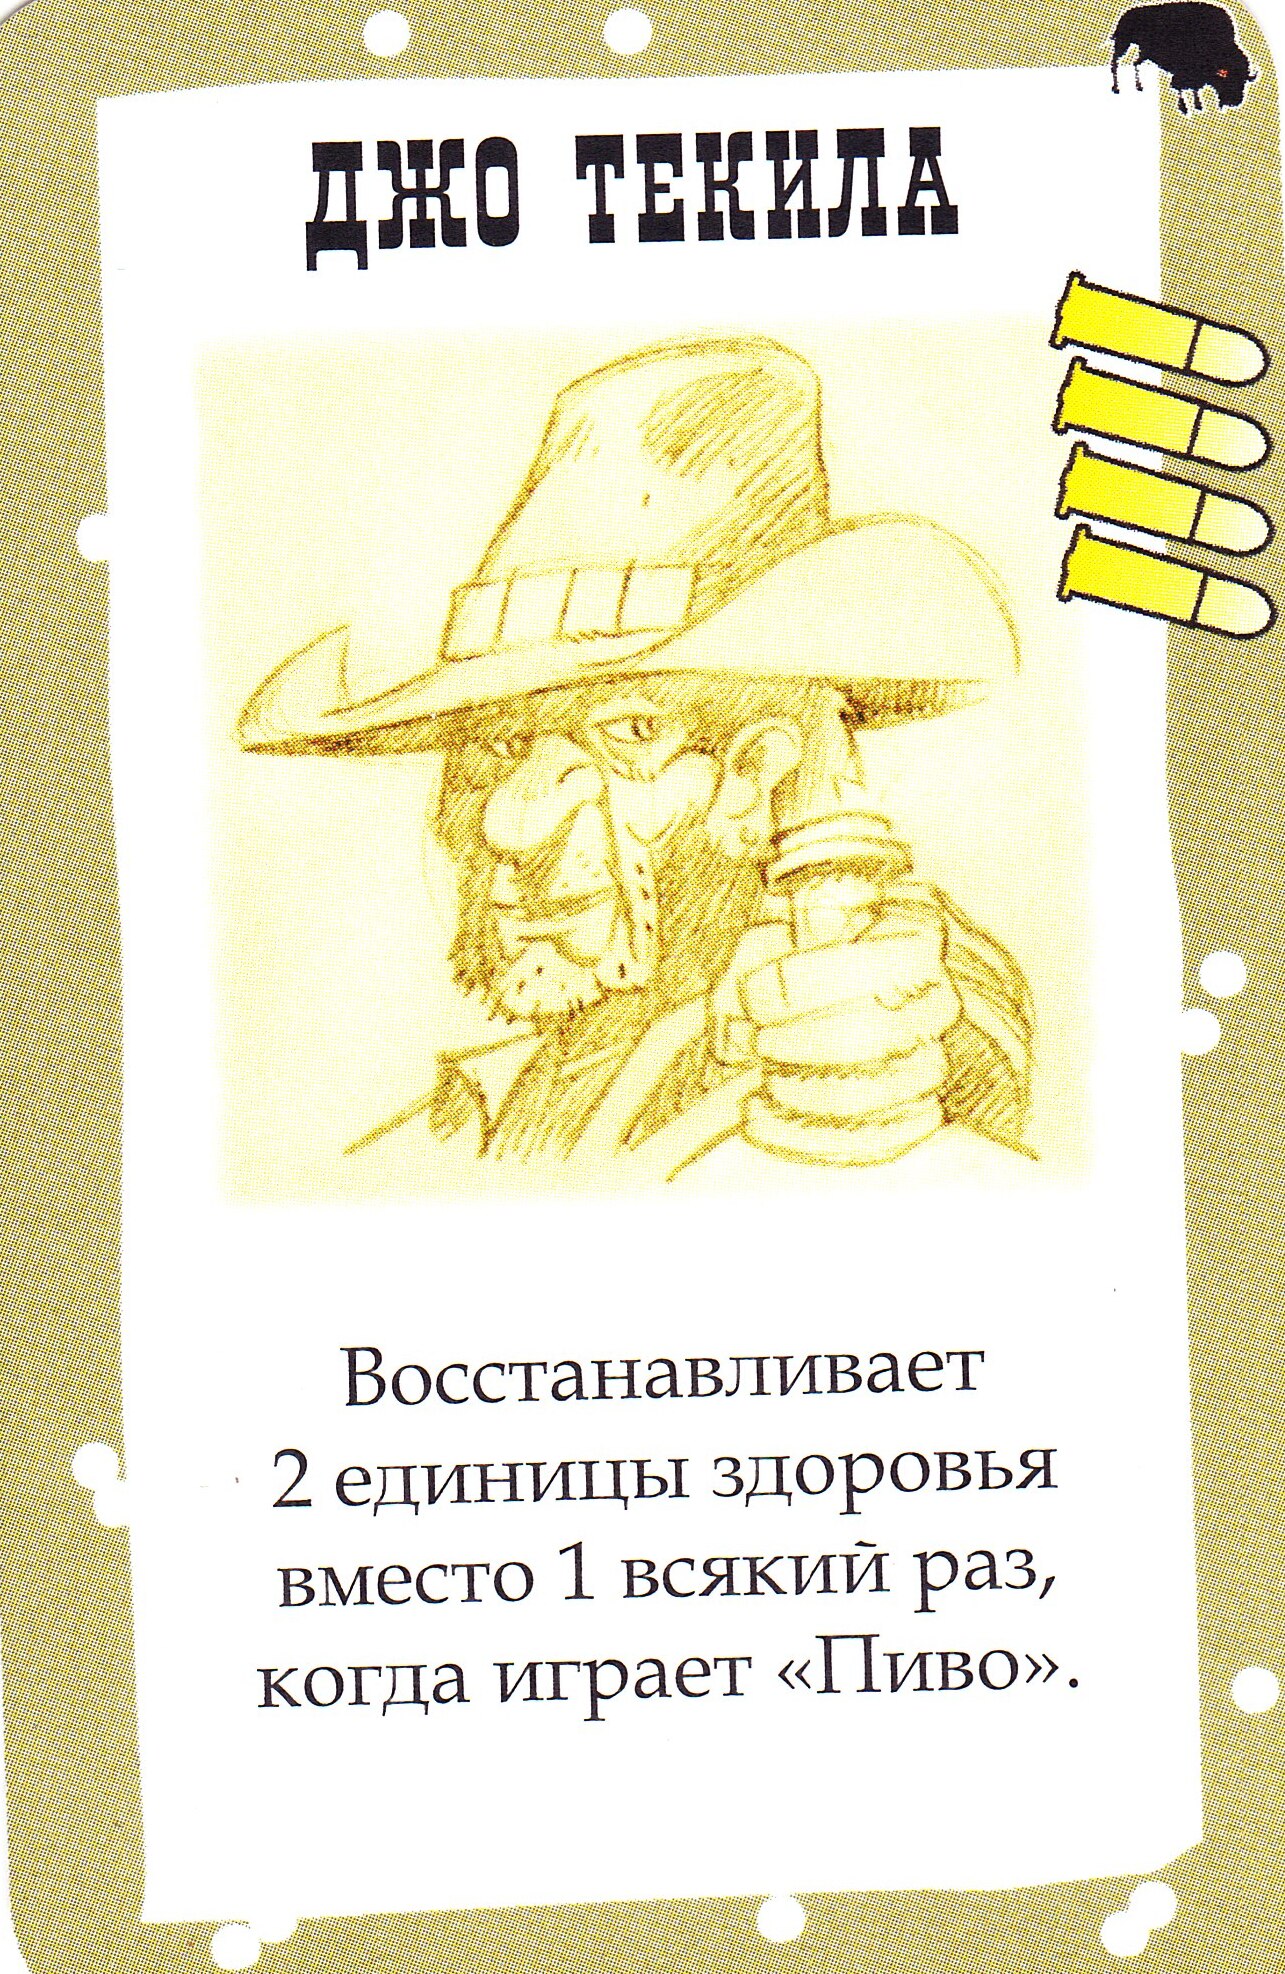 ДЖО ТЕКИЛА
Восстанавливает
2 единицы здоровья
вместо 1 всякий раз,
когда играет «Пиво».